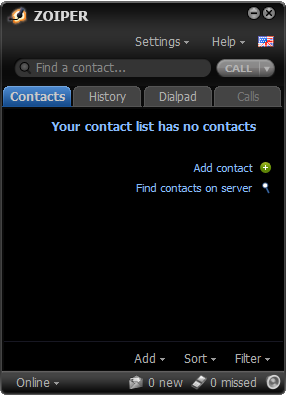 ZOIPER
Settings Help
Find a contact... CALL
Contacts History Dialpad Calls
Your contact list has no contacts
Add contact
Find contacts on server
Add Sort Filter
Online 0 new 0 missed